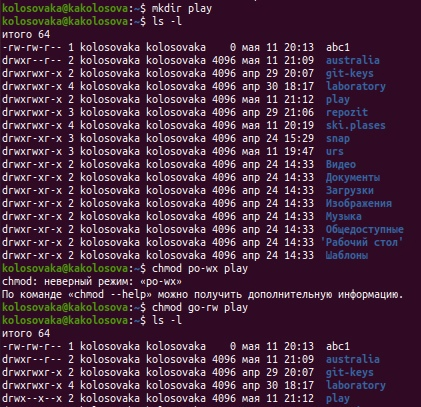 kolosovaka@kakolosova:~$ mkdir play
kolosovaka@kakolosova:~$ ls -l
итого 64
-rw-rw-r-- 1 kolosovaka kolosovaka    0 мая 11 20:13  abc1
drwxr--r-- 2 kolosovaka kolosovaka 4096 мая 11 21:09  australia
drwxrwxr-x 2 kolosovaka kolosovaka 4096 апр 29 20:07  git-keys
drwxrwxr-x 4 kolosovaka kolosovaka 4096 апр 30 18:17  laboratory
drwxrwxr-x 2 kolosovaka kolosovaka 4096 мая 11 21:12  play
drwxrwxr-x 3 kolosovaka kolosovaka 4096 апр 29 21:06  repozit
drwxrwxr-x 4 kolosovaka kolosovaka 4096 мая 11 20:19  ski.plases
drwxr-xr-x 3 kolosovaka kolosovaka 4096 апр 24 15:29  snap
drwxrwxr-x 3 kolosovaka kolosovaka 4096 мая 11 19:47  urs
drwxr-xr-x 2 kolosovaka kolosovaka 4096 апр 24 14:33  Видео
drwxr-xr-x 2 kolosovaka kolosovaka 4096 апр 24 14:33  Документы
drwxr-xr-x 2 kolosovaka kolosovaka 4096 апр 24 14:33  Загрузки
drwxr-xr-x 2 kolosovaka kolosovaka 4096 апр 24 14:33  Изображения
drwxr-xr-x 2 kolosovaka kolosovaka 4096 апр 24 14:33  Музыка
drwxr-xr-x 2 kolosovaka kolosovaka 4096 апр 24 14:33  Общедоступные
drwxr-xr-x 2 kolosovaka kolosovaka 4096 апр 24 14:33 'Рабочий стол'
drwxr-xr-x 2 kolosovaka kolosovaka 4096 апр 24 14:33  Шаблоны
kolosovaka@kakolosova:~$ chmod po-wx play
chmod: неверный режим: «po-wx»
По команде «chmod --help» можно получить дополнительную информацию.
kolosovaka@kakolosova:~$ chmod go-rw play
kolosovaka@kakolosova:~$ ls -l
итого 64
-rw-rw-r-- 1 kolosovaka kolosovaka    0 мая 11 20:13  abc1
drwxr--r-- 2 kolosovaka kolosovaka 4096 мая 11 21:09  australia
drwxrwxr-x 2 kolosovaka kolosovaka 4096 апр 29 20:07  git-keys
drwxrwxr-x 4 kolosovaka kolosovaka 4096 апр 30 18:17  laboratory
drwx--x--x 2 kolosovaka kolosovaka 4096 мая 11 21:12  play